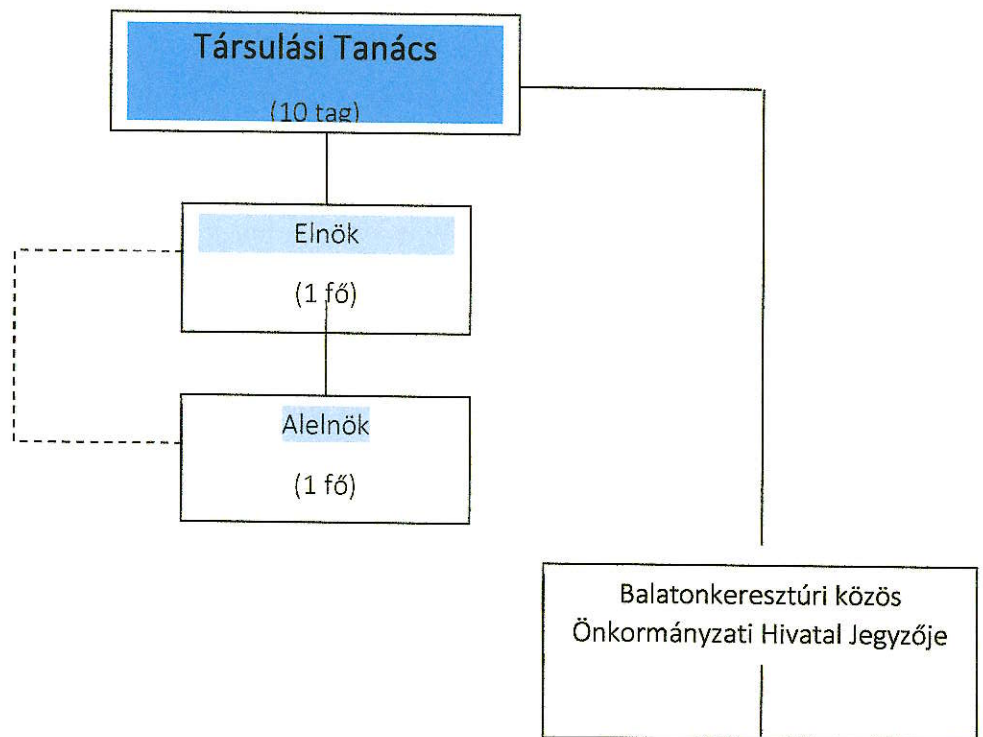 Társulási Tanács
(10 tag)
Elnök
(1 fő)
Alelnök
(1 fő)
Balatonkeresztúri közös
Önkormányzati Hivatal Jegyzője